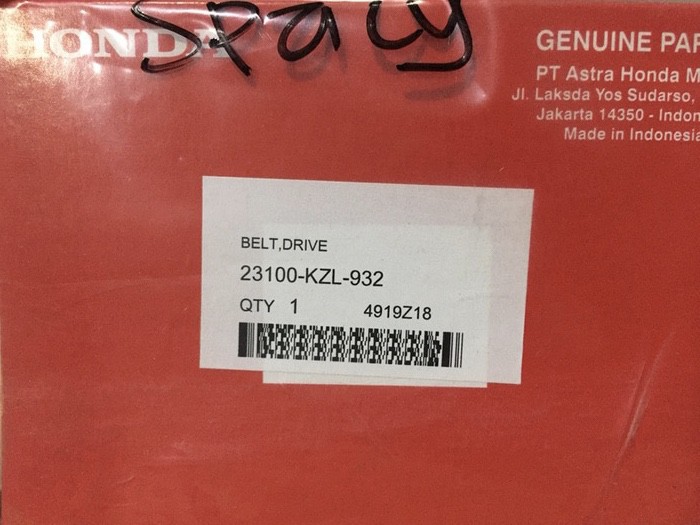 HONDA
spacy
GENUINE PAR
PT Astra Honda M
Jl. Laksda Yos Sudarso,
Jakarta 14350 - Indon
Made in Indonesia
BELT,DRIVE
23100-KZL-932
QTY 1 4919Z18